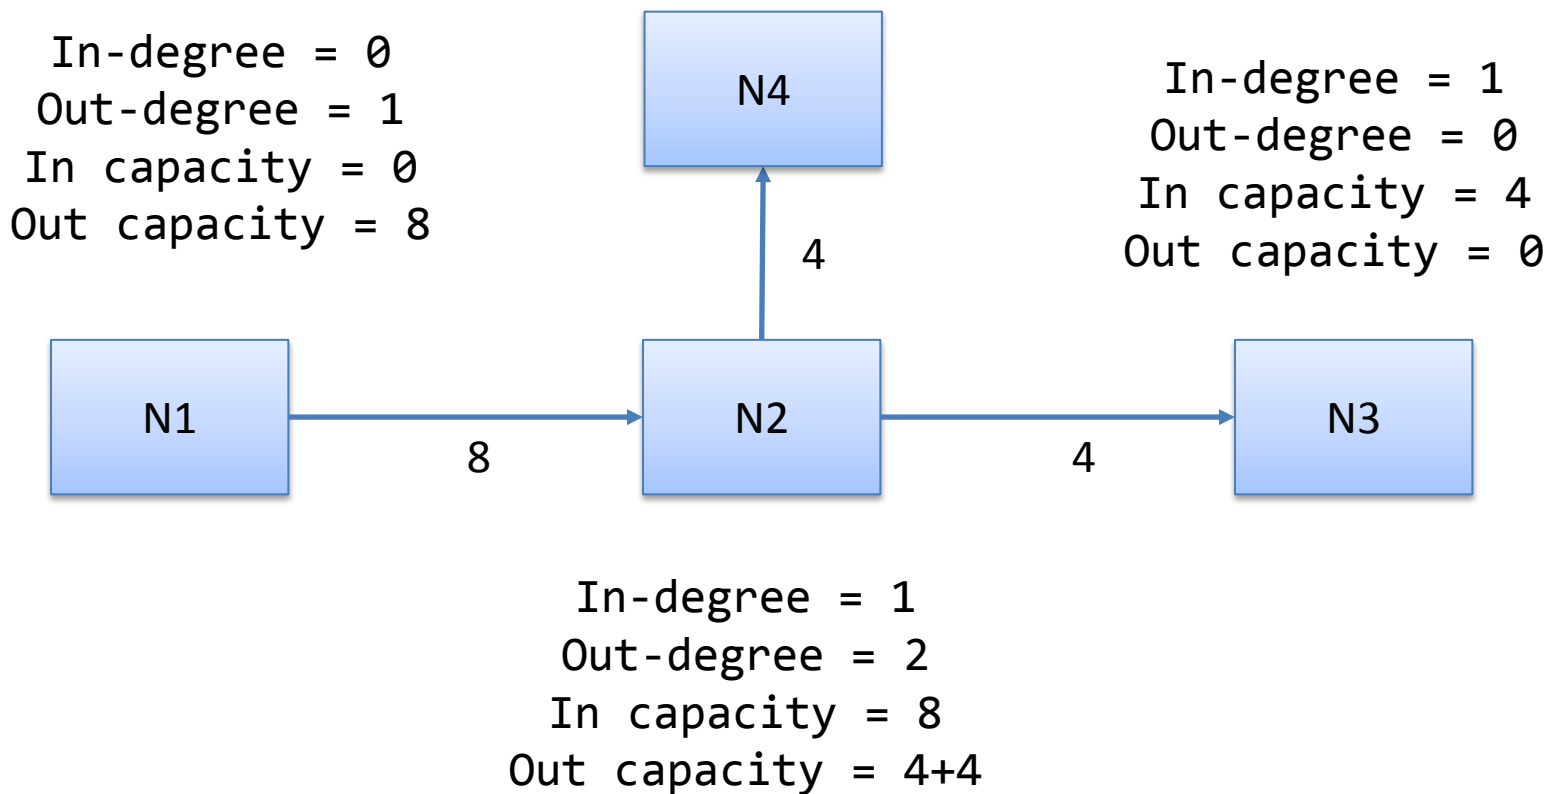 In-degree = 0
Out-degree = 1
In capacity = 0
Out capacity = 8
N4
In-degree = 1
Out-degree = 0
In capacity = 4
Out capacity = 0
4
N1
8
N2
4
N3
In-degree = 1
Out-degree = 2
In capacity = 8
Out capacity = 4+4